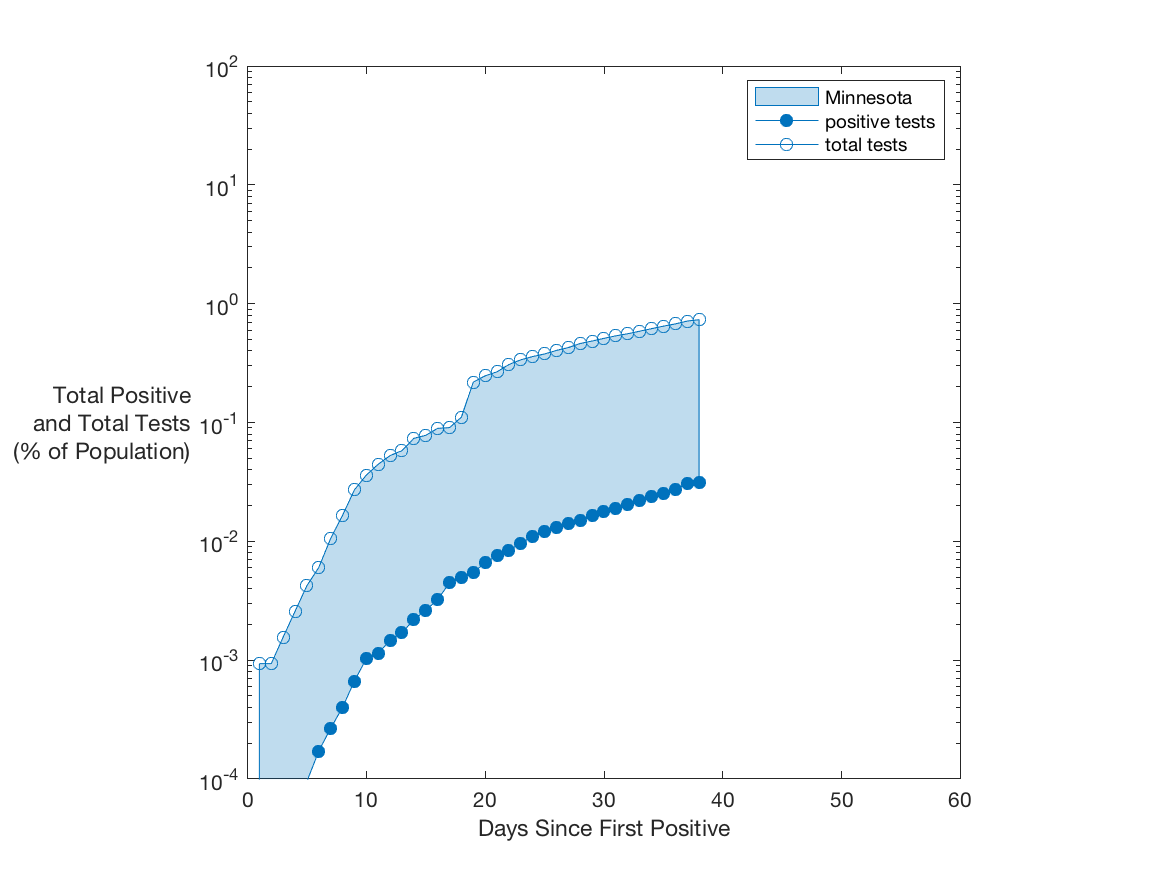 10^2
10^1
10^0
10^-1
10^-2
10^-3
10^-4
Total Positive
and Total Tests
(% of Population)
Minnesota
positive tests
total tests
0 10 20 30 40 50 60
Days Since First Positive